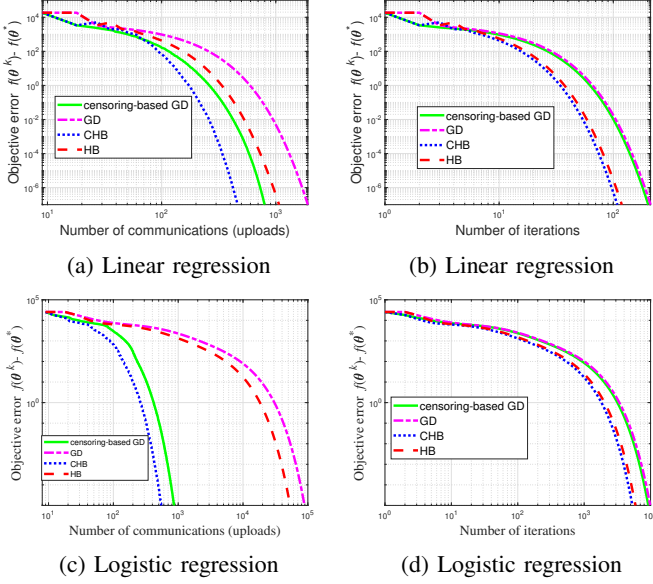 10^4
10^2
10^0
10^-2
10^-4
10^-6
Objective error f(θ^k)- f(θ^*)
censoring-based GD
GD
CHB
HB
10^1
10^2
10^3
Number of communications (uploads)
(a) Linear regression
10^4
10^2
10^0
10^-2
10^-4
10^-6
Objective error f(θ^k)- f(θ^*)
censoring-based GD
GD
CHB
HB
10^0
10^1
10^2
Number of iterations
(b) Linear regression
10^5
10^0
Objective error f(θ^k)- f(θ^*)
censoring-based GD
GD
CHB
HB
10^1
10^2
10^3
10^4
10^5
Number of communications (uploads)
(c) Logistic regression
10^5
10^0
Objective error f(θ^k)- f(θ^*)
censoring-based GD
GD
CHB
HB
10^0
10^1
10^2
10^3
10^4
Number of iterations
(d) Logistic regression